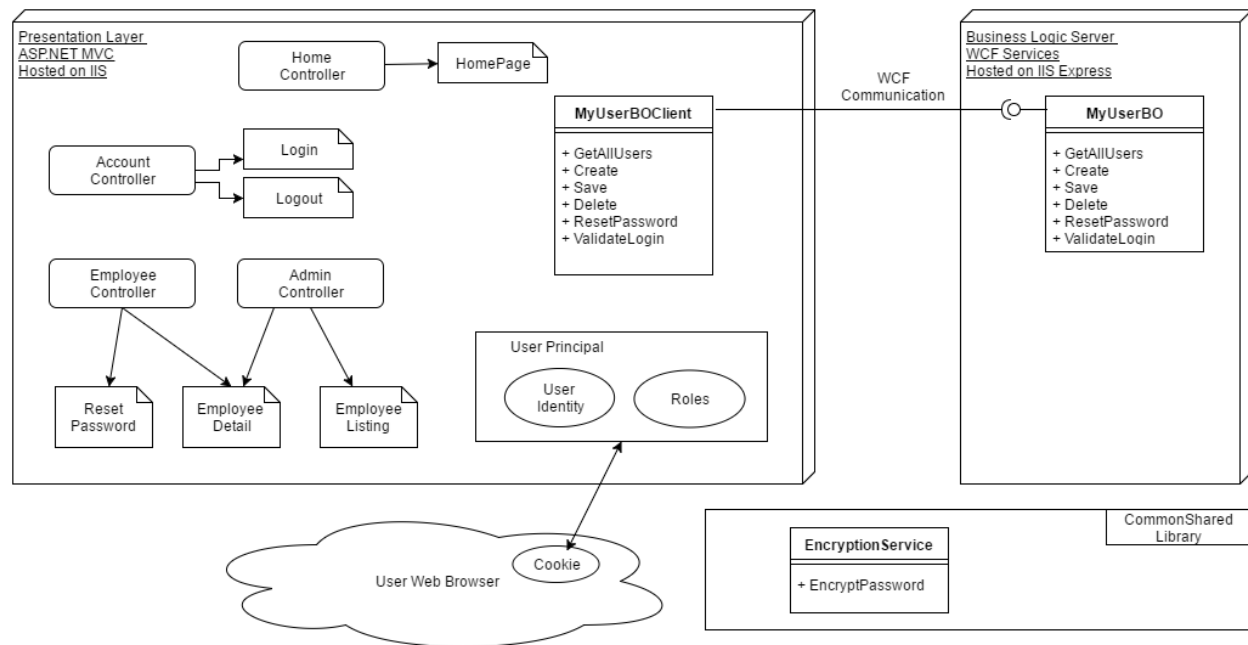 Presentation Layer
ASP.NET MVC
Hosted on IIS
Home
Controller
HomePage
Account
Controller
Login
Logout
Employee
Controller
Admin
Controller
Reset
Password
Employee
Detail
Employee
Listing
MyUserBOClient
+ GetAllUsers
+ Create
+ Save
+ Delete
+ ResetPassword
+ ValidateLogin
User Principal
User
Identity
Roles
WCF
Communication
Business Logic Server
WCF Services
Hosted on IIS Express
MyUserBO
+ GetAllUsers
+ Create
+ Save
+ Delete
+ ResetPassword
+ ValidateLogin
User Web Browser
Cookie
CommonShared
Library
EncryptionService
+ EncryptPassword